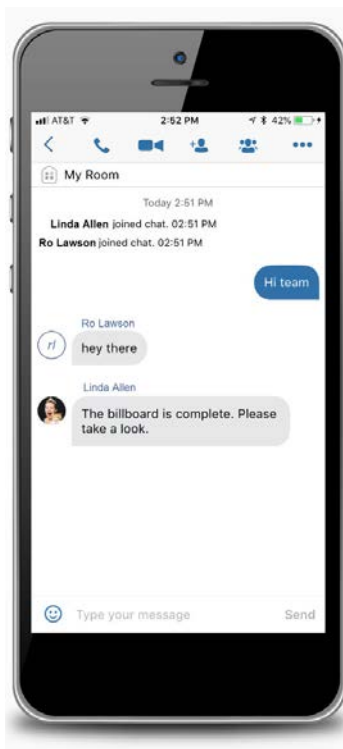 AT&T 2:52 PM 42%
My Room
Today 2:51 PM
Linda Allen joined chat. 02:51 PM
Ro Lawson joined chat. 02:51 PM
Hi team
Ro Lawson
rl
hey there
Linda Allen
The billboard is complete. Please
take a look.
Type your message Send